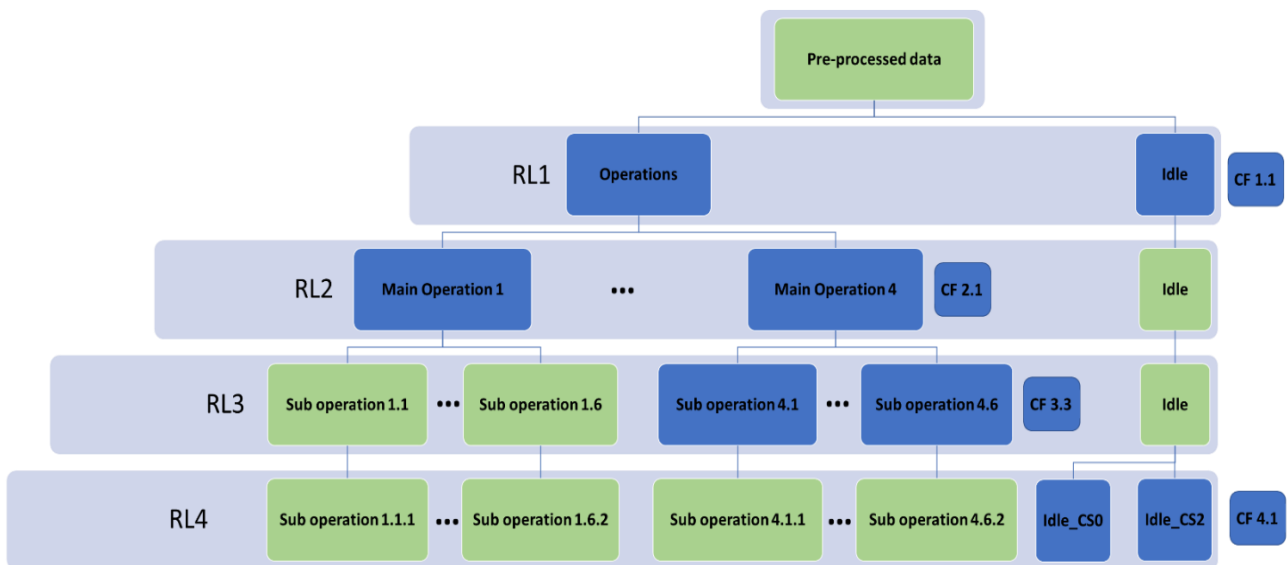 Pre-processed data
RL1
Operations
Idle
CF 1.1
RL2
Main Operation 1
...
Main Operation 4
CF 2.1
Idle
RL3
Sub operation 1.1
...
Sub operation 1.6
Sub operation 4.1
...
Sub operation 4.6
CF 3.3
Idle
RL4
Sub operation 1.1.1
...
Sub operation 1.6.2
Sub operation 4.1.1
...
Sub operation 4.6.2
Idle_CS0
Idle_CS2
CF 4.1